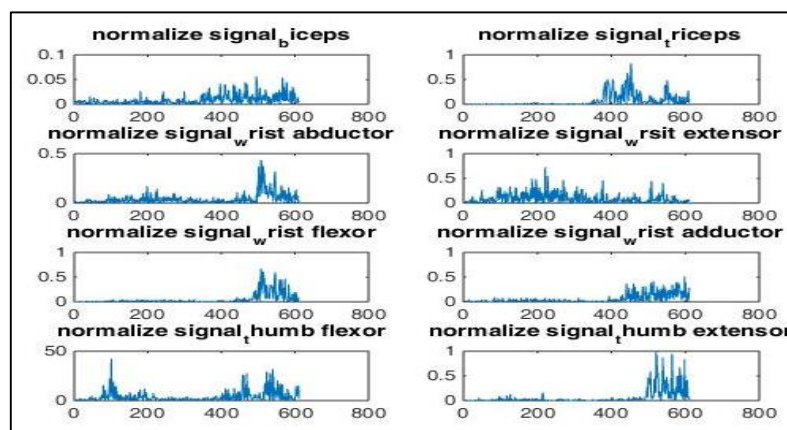 normalize signal_biceps
normalize signal_triceps
0.1
0.05
0
1
0.5
0
0 200 400 600 800
0 200 400 600 800
normalize signal_wrist abductor
normalize signal_wrsit extensor
0.5
0
1
0.5
0
0 200 400 600 800
0 200 400 600 800
normalize signal_wrist flexor
normalize signal_wrist adductor
1
0.5
0
1
0.5
0
0 200 400 600 800
0 200 400 600 800
normalize signal_thumb flexor
normalize signal_thumb extensor
50
0
1
0.5
0
0 200 400 600 800
0 200 400 600 800